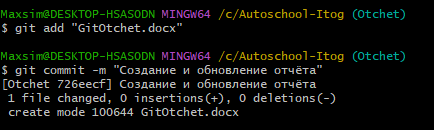 Maxsim@DESKTOP-HSASODN MINGW64 /c/Autoschool-Itog (Otchet)
$ git add "GitOtchet.docx"
Maxsim@DESKTOP-HSASODN MINGW64 /c/Autoschool-Itog (Otchet)
$ git commit -m "Создание и обновление отчёта"
[Otchet 726eecf] Создание и обновление отчёта
1 file changed, 0 insertions(+), 0 deletions(-)
create mode 100644 GitOtchet.docx